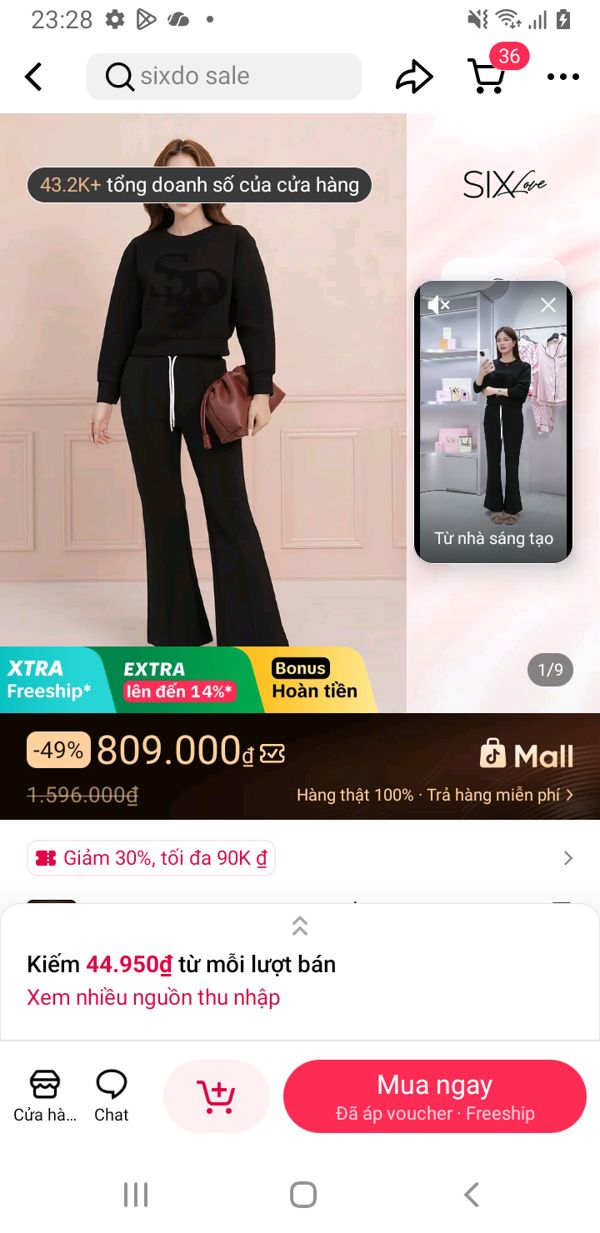 23:28
sixdo sale
36
43.2K+ tổng doanh số của cửa hàng
SIXLove
Từ nhà sáng tạo
XTRA
Freeship*
EXTRA
lên đến 14%*
Bonus
Hoàn tiền
1/9
-49% 809.000₫
Mall
1.596.000₫
Hàng thật 100% · Trả hàng miễn phí
Giảm 30%, tối đa 90K ₫
Kiếm 44.950₫ từ mỗi lượt bán
Xem nhiều nguồn thu nhập
Cửa hà...
Chat
Mua ngay
Đã áp voucher · Freeship